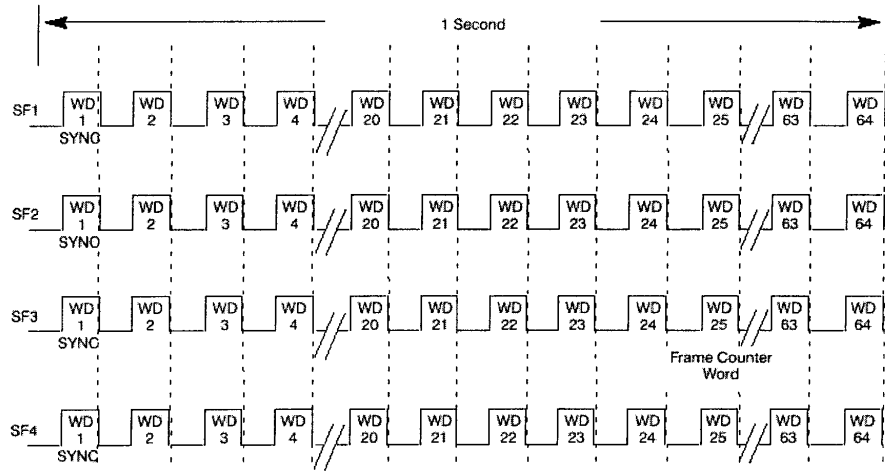 1 Second
SF1 WD 1 WD 2 WD 3 WD 4 WD 20 WD 21 WD 22 WD 23 WD 24 WD 25 WD 63 WD 64
SYNC
SF2 WD 1 WD 2 WD 3 WD 4 WD 20 WD 21 WD 22 WD 23 WD 24 WD 25 WD 63 WD 64
SYNC
SF3 WD 1 WD 2 WD 3 WD 4 WD 20 WD 21 WD 22 WD 23 WD 24 WD 25 WD 63 WD 64
SYNC
Frame Counter
Word
SF4 WD 1 WD 2 WD 3 WD 4 WD 20 WD 21 WD 22 WD 23 WD 24 WD 25 WD 63 WD 64
SYNC